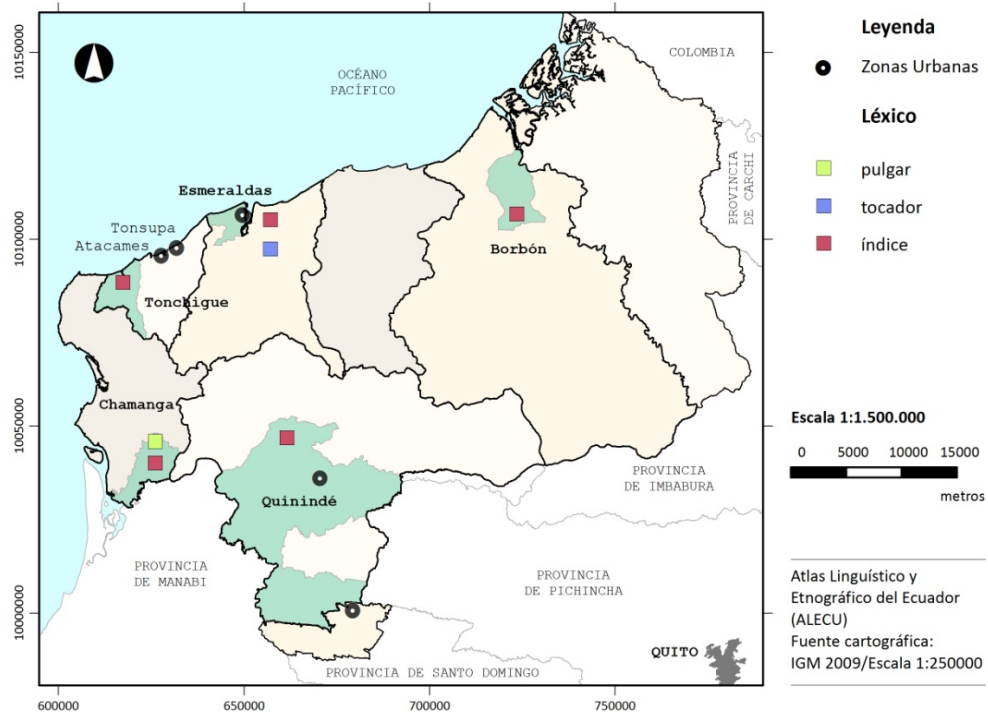 Leyenda
Zonas Urbanas
Léxico
pulgar
tocador
índice
Escala 1:1.500.000
0 5000 10000 15000
metros
Atlas Linguístico y
Etnográfico del Ecuador
(ALECU)
Fuente cartográfica:
IGM 2009/Escala 1:250000
COLOMBIA
OCÉANO
PACÍFICO
PROVINCIA
DE CARCHI
Esmeraldas
Tonsupa
Atacames
Borbón
Tonchigue
Chamanga
Quinindé
PROVINCIA
DE IMBABURA
PROVINCIA
DE MANABI
PROVINCIA
DE PICHINCHA
QUITO
PROVINCIA DE SANTO DOMINGO
10150000
10100000
10050000
10000000
600000 650000 700000 750000